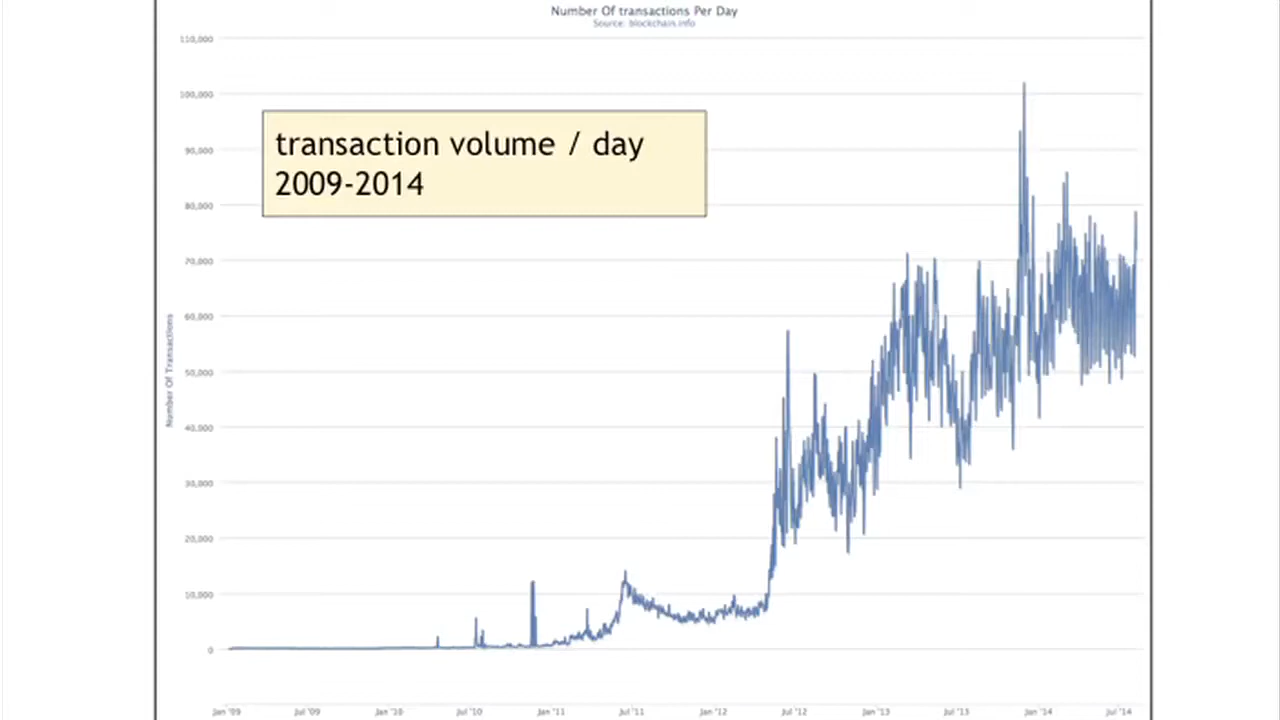 Number Of transactions Per Day
Source: blockchain.info
110,000
100,000
transaction volume / day
2009-2014
90,000
80,000
70,000
60,000
50,000
40,000
30,000
20,000
10,000
0
Number Of Transactions
Jan '09 Jul '09 Jan '10 Jul '10 Jan '11 Jul '11 Jan '12 Jul '12 Jan '13 Jul '13 Jan '14 Jul '14